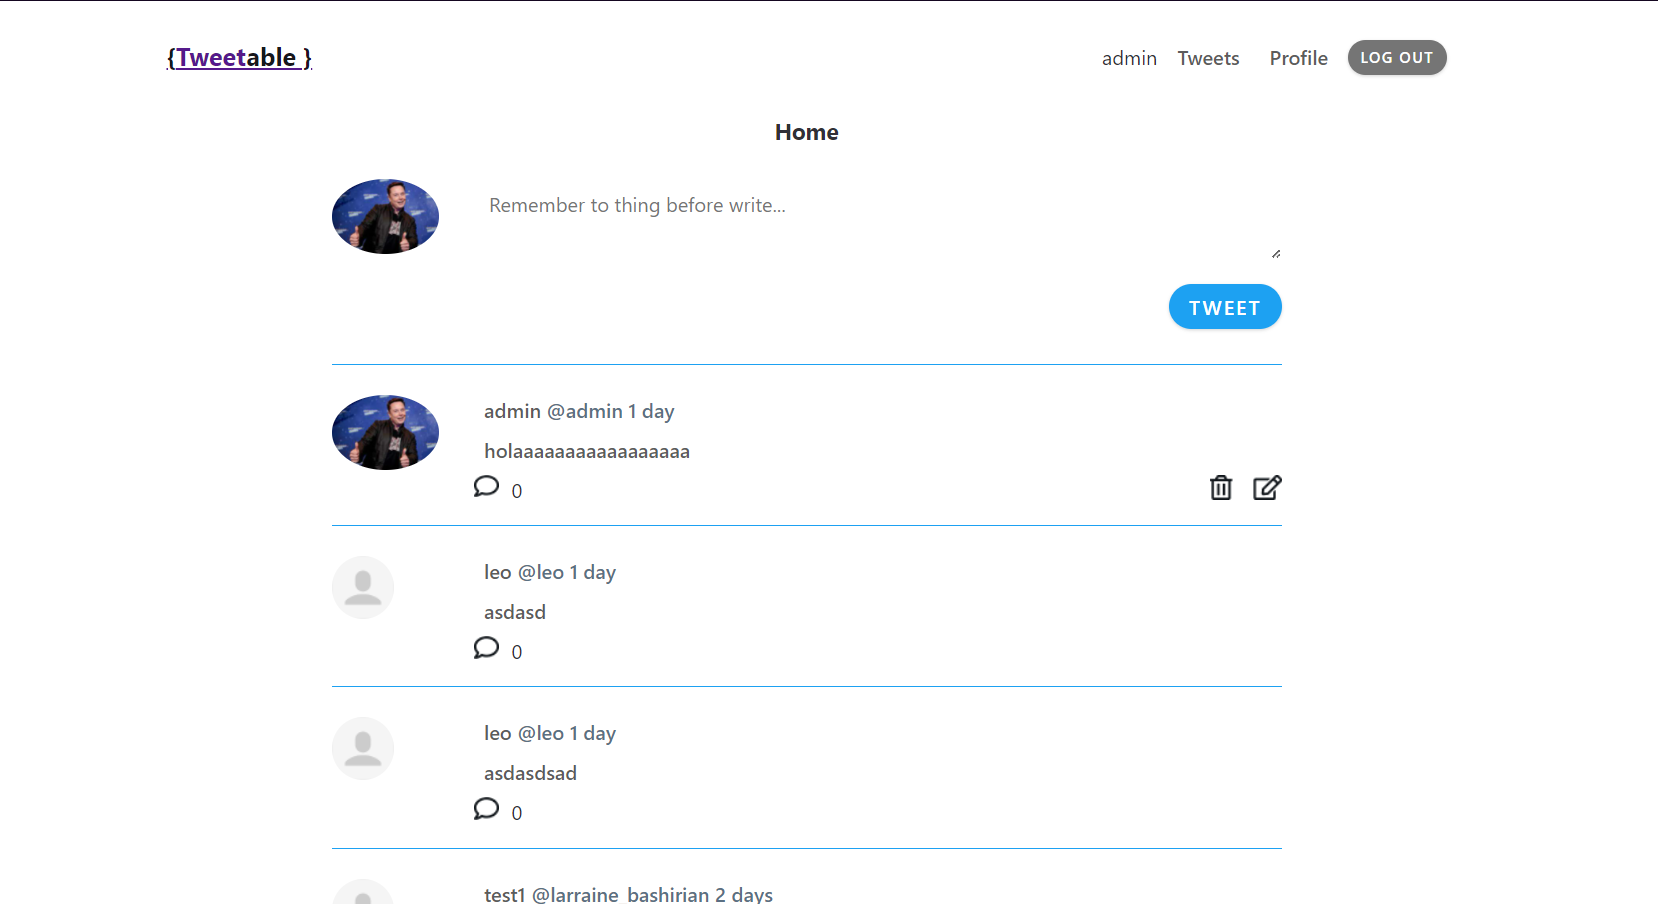 {Tweetable }
admin Tweets Profile LOG OUT
Home
Remember to thing before write...
TWEET
admin @admin 1 day
holaaaaaaaaaaaaaaaaa
0
leo @leo 1 day
asdasd
0
leo @leo 1 day
asdasdsad
0
test1 @larraine_bashirian 2 days